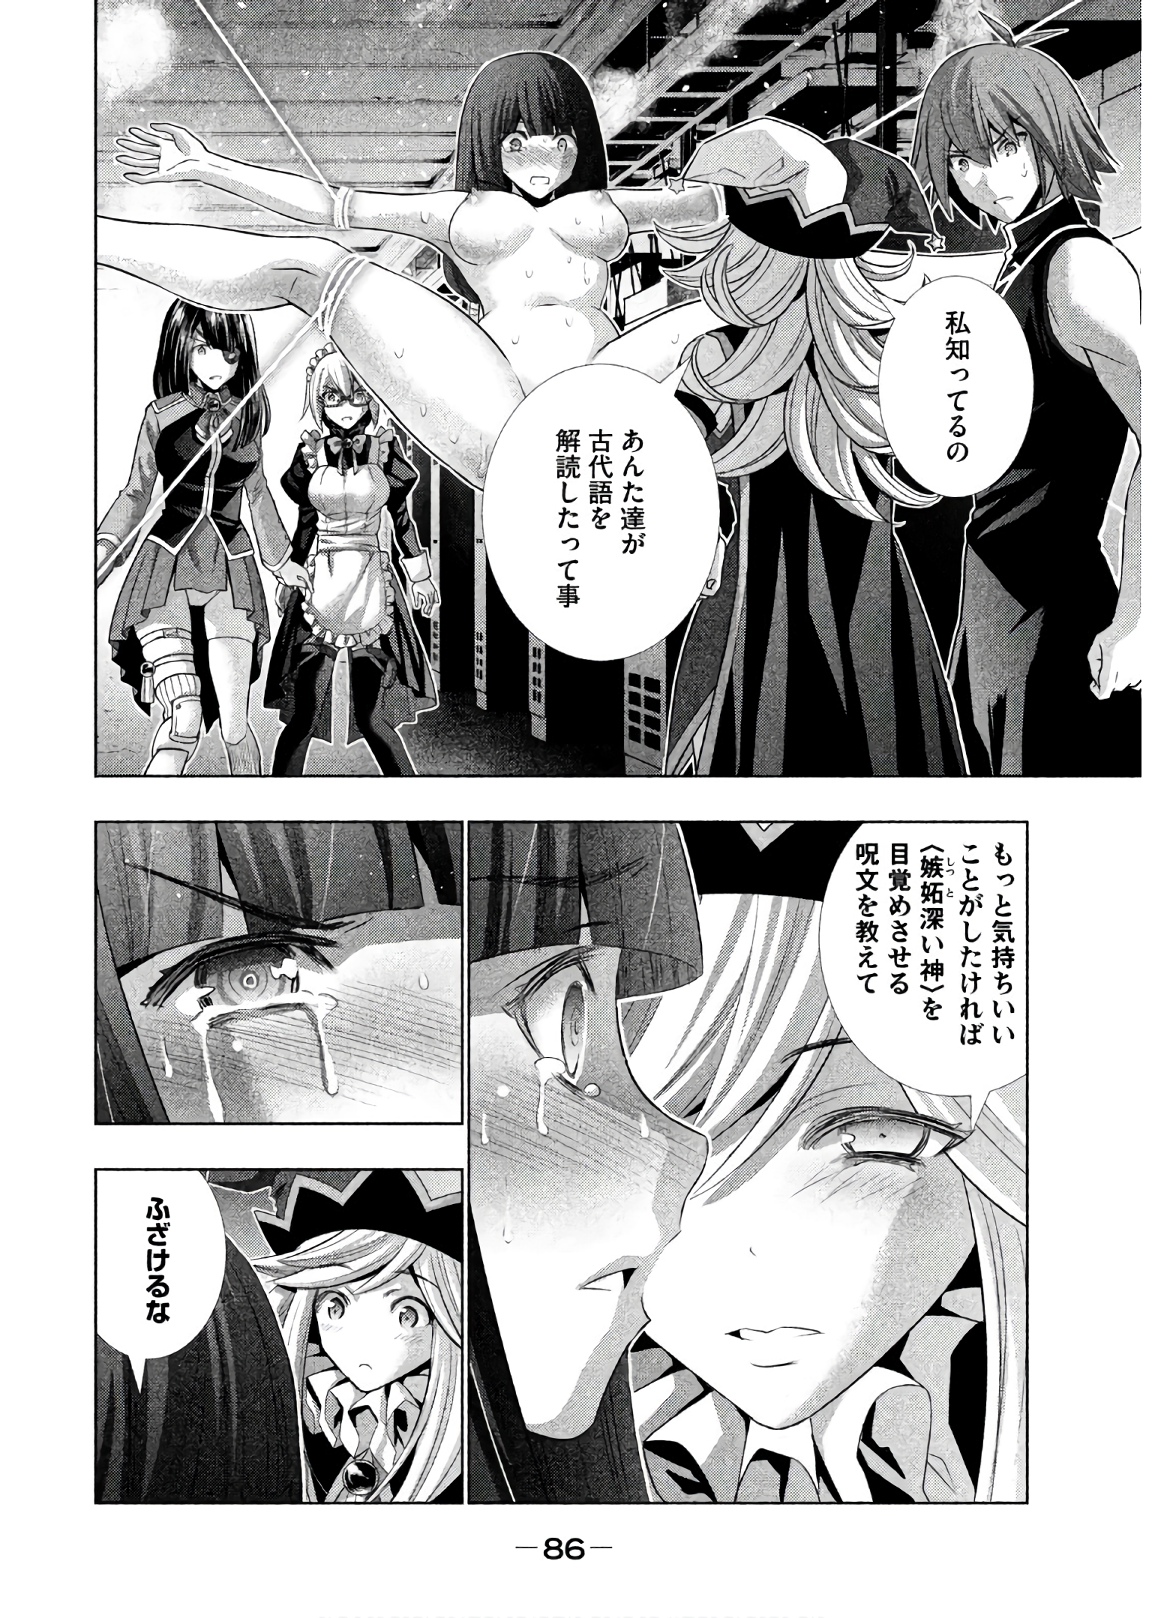 私知ってるの
あんた達が
古代語を
解読したって事
もっと気持ちいい
ことがしたければ
〈嫉妬深い神〉を
しっと
目覚めさせる
呪文を教えて
ふざけるな
—86—